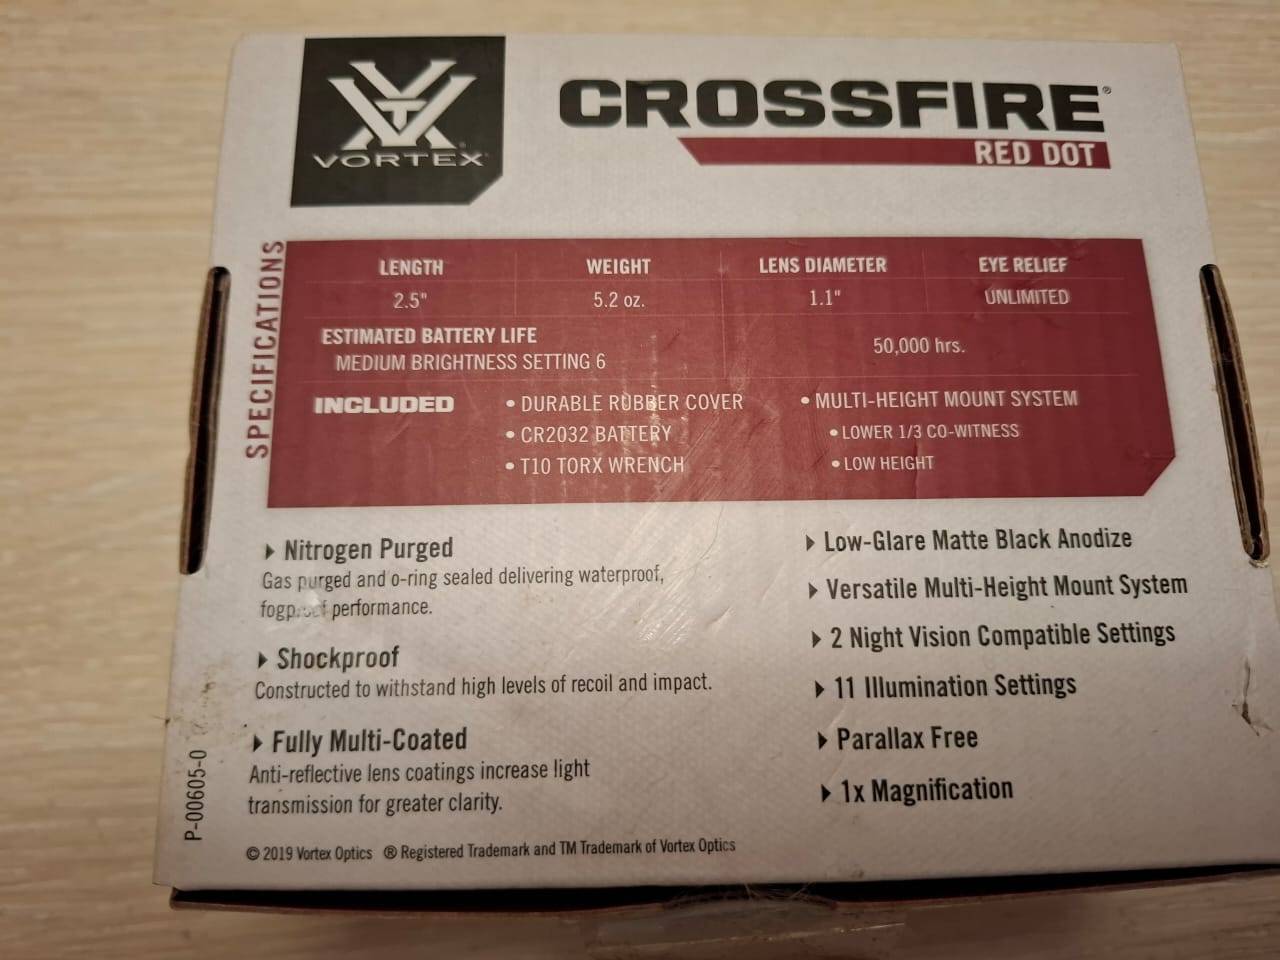 VORTEX®
CROSSFIRE®
RED DOT
SPECIFICATIONS
LENGTH WEIGHT LENS DIAMETER EYE RELIEF
2.5" 5.2 oz. 1.1" UNLIMITED
ESTIMATED BATTERY LIFE
MEDIUM BRIGHTNESS SETTING 6
50,000 hrs.
INCLUDED
• DURABLE RUBBER COVER
• CR2032 BATTERY
• T10 TORX WRENCH
• MULTI-HEIGHT MOUNT SYSTEM
• LOWER 1/3 CO-WITNESS
• LOW HEIGHT
Nitrogen Purged
Gas purged and o-ring sealed delivering waterproof,
fogproof performance.
Shockproof
Constructed to withstand high levels of recoil and impact.
Fully Multi-Coated
Anti-reflective lens coatings increase light
transmission for greater clarity.
Low-Glare Matte Black Anodize
Versatile Multi-Height Mount System
2 Night Vision Compatible Settings
11 Illumination Settings
Parallax Free
1x Magnification
P-00605-0
© 2019 Vortex Optics ® Registered Trademark and TM Trademark of Vortex Optics